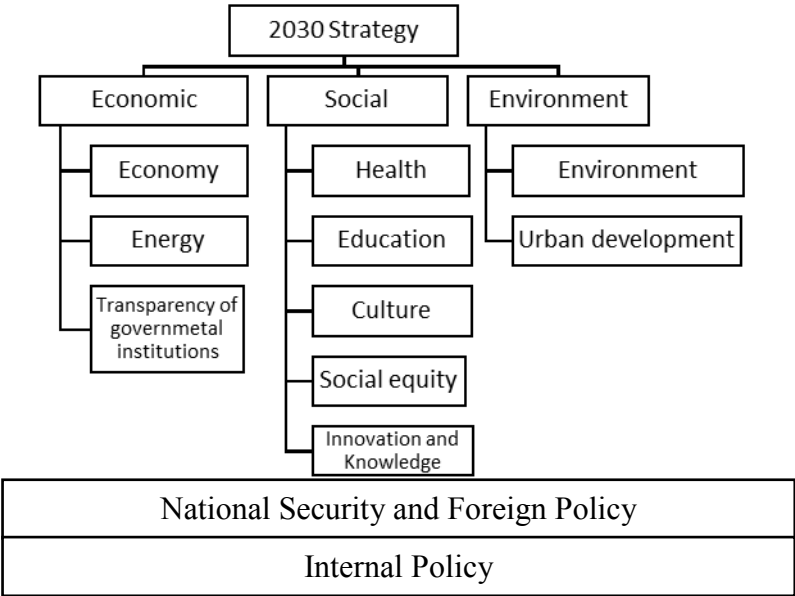 2030 Strategy
Economic
Social
Environment
Economy
Health
Environment
Energy
Education
Urban development
Transparency of
governmetal
institutions
Culture
Social equity
Innovation and
Knowledge
National Security and Foreign Policy
Internal Policy